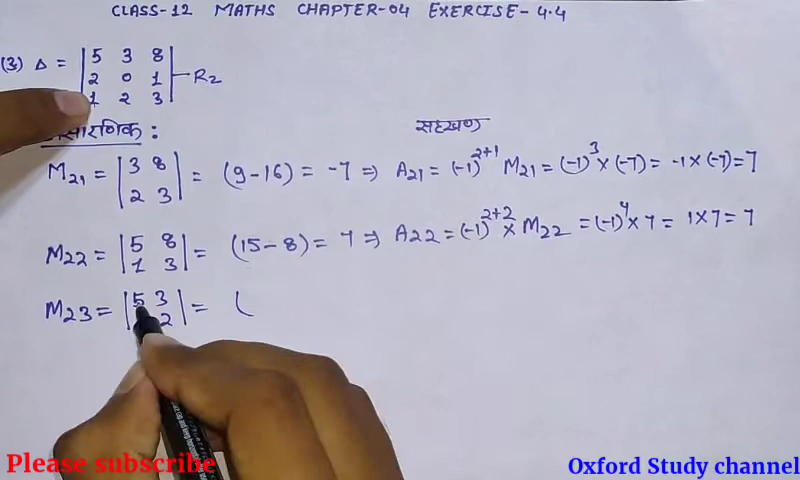 CLASS-12 MATHS CHAPTER-04 EXERCISE-4.4
(3) Δ = |5 3 8|
|2 0 1| — R2
|1 2 3|
: सहखण्ड
M21 = |3 8; 2 3| = (9-16) = -7 ⇒ A21 = (-1)^2+1 M21 = (-1)^3 × (-7) = -1 × (-7) = 7
M22 = |5 8; 1 3| = (15-8) = 7 ⇒ A22 = (-1)^2+2 × M22 = (-1)^4 × 7 = 1×7 = 7
M23 = |5 3; 2| = (
Please subscribe
Oxford Study channel